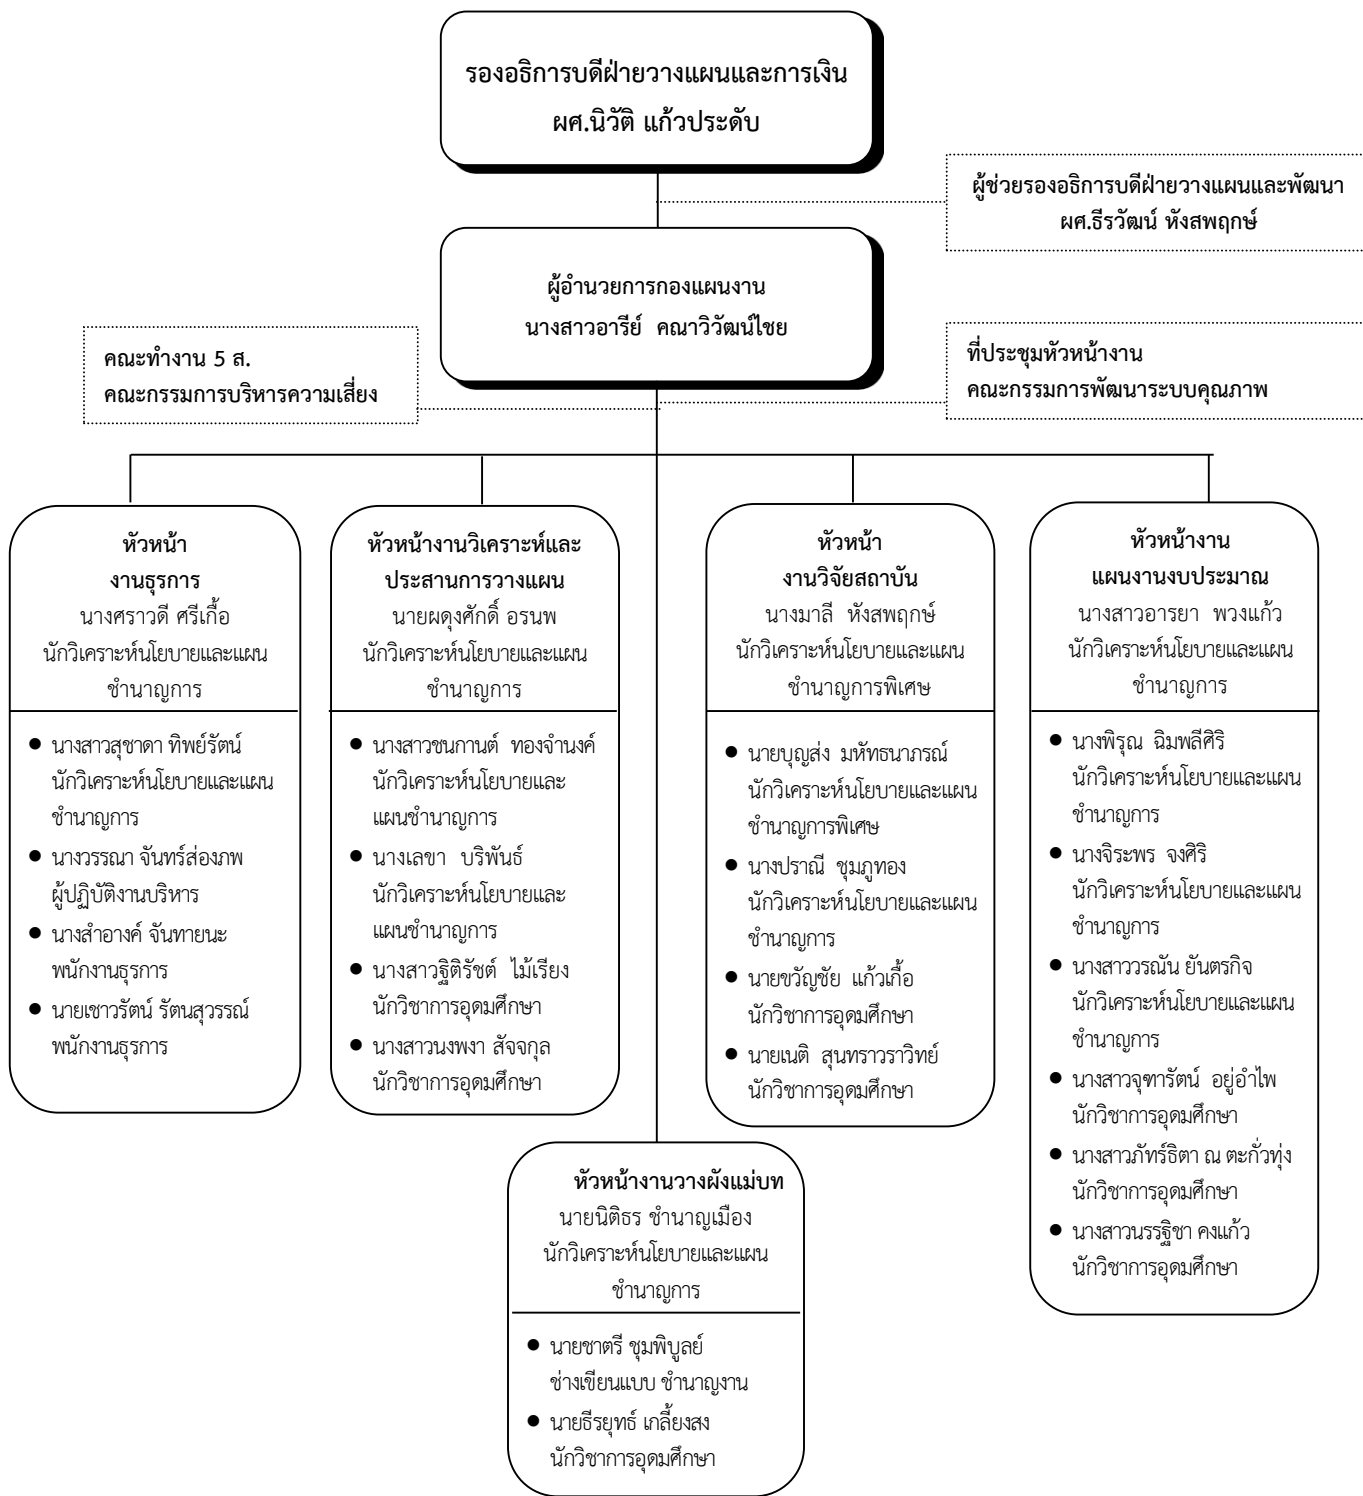 รองอธิการบดีฝ่ายวางแผนและการเงิน
ผศ.นิวัติ แก้วประดับ
ผู้ช่วยรองอธิการบดีฝ่ายวางแผนและพัฒนา
ผศ.ธีรวัฒน์ หังสพฤกษ์
ผู้อำนวยการกองแผนงาน
นางสาวอารีย์ คณาวิวัฒน์ไชย
คณะทำงาน 5 ส.
คณะกรรมการบริหารความเสี่ยง
ที่ประชุมหัวหน้างาน
คณะกรรมการพัฒนาระบบคุณภาพ
หัวหน้า
งานธุรการ
นางศราวดี ศรีเกื้อ
นักวิเคราะห์นโยบายและแผน
ชำนาญการ
● นางสาวสุชาดา ทิพย์รัตน์
นักวิเคราะห์นโยบายและแผน
ชำนาญการ
● นางวรรณา จันทร์ส่องภพ
ผู้ปฏิบัติงานบริหาร
● นางสำอางค์ จันทายนะ
พนักงานธุรการ
● นายเชาวรัตน์ รัตนสุวรรณ์
พนักงานธุรการ
หัวหน้างานวิเคราะห์และ
ประสานการวางแผน
นายผดุงศักดิ์ อรนพ
นักวิเคราะห์นโยบายและแผน
ชำนาญการ
● นางสาวชนกานต์ ทองจำนงค์
นักวิเคราะห์นโยบายและ
แผนชำนาญการ
● นางเลขา บริพันธ์
นักวิเคราะห์นโยบายและ
แผนชำนาญการ
● นางสาวฐิติรัชต์ ไม้เรียง
นักวิชาการอุดมศึกษา
● นางสาวนงพงา สัจจกุล
นักวิชาการอุดมศึกษา
หัวหน้า
งานวิจัยสถาบัน
นางมาลี หังสพฤกษ์
นักวิเคราะห์นโยบายและแผน
ชำนาญการพิเศษ
● นายบุญส่ง มหัทธนาภรณ์
นักวิเคราะห์นโยบายและแผน
ชำนาญการพิเศษ
● นางปราณี ชุมภูทอง
นักวิเคราะห์นโยบายและแผน
ชำนาญการ
● นายขวัญชัย แก้วเกื้อ
นักวิชาการอุดมศึกษา
● นายเนติ สุนทราวราวิทย์
นักวิชาการอุดมศึกษา
หัวหน้างาน
แผนงานงบประมาณ
นางสาวอารยา พวงแก้ว
นักวิเคราะห์นโยบายและแผน
ชำนาญการ
● นางพิรุณ ฉิมพลีศิริ
นักวิเคราะห์นโยบายและแผน
ชำนาญการ
● นางจิระพร จงศิริ
นักวิเคราะห์นโยบายและแผน
ชำนาญการ
● นางสาววรณัน ยันตรกิจ
นักวิเคราะห์นโยบายและแผน
ชำนาญการ
● นางสาวจุฑารัตน์ อยู่อำไพ
นักวิชาการอุดมศึกษา
● นางสาวภัทร์ธิตา ณ ตะกั่วทุ่ง
นักวิชาการอุดมศึกษา
● นางสาวนรรฐิชา คงแก้ว
นักวิชาการอุดมศึกษา
หัวหน้างานวางผังแม่บท
นายนิติธร ชำนาญเมือง
นักวิเคราะห์นโยบายและแผน
ชำนาญการ
● นายชาตรี ชุมพิบูลย์
ช่างเขียนแบบ ชำนาญงาน
● นายธีรยุทธ์ เกลี้ยงสง
นักวิชาการอุดมศึกษา